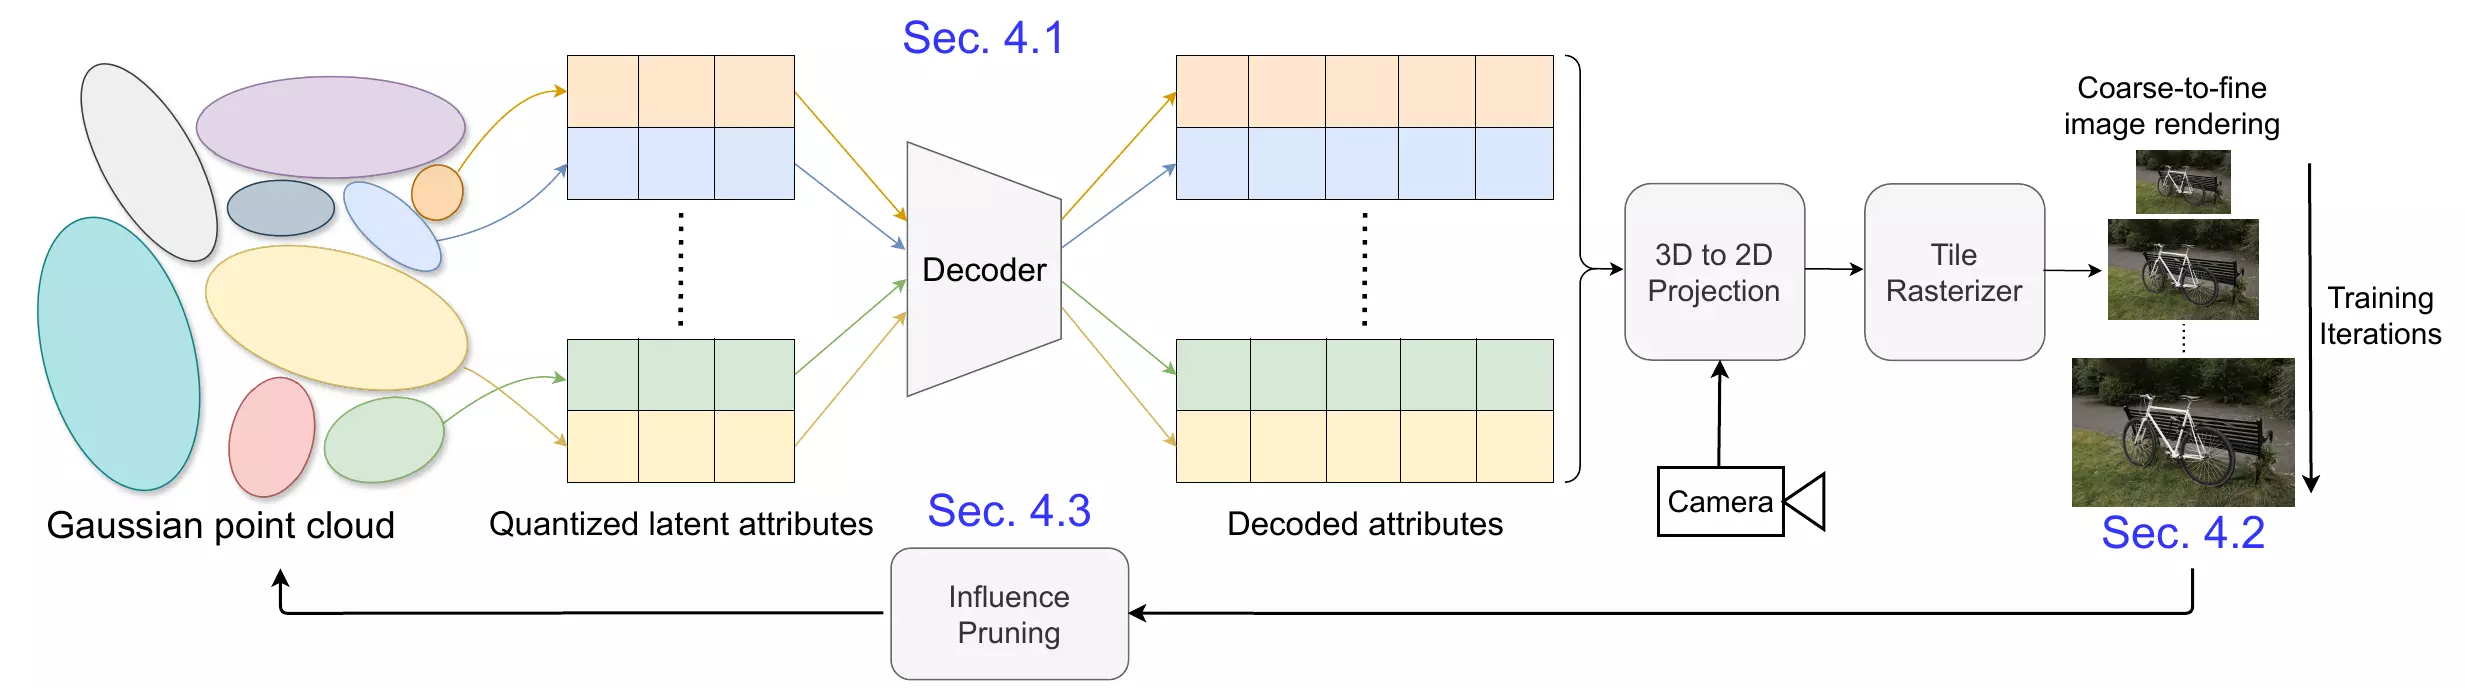 Sec. 4.1
Coarse-to-fine
image rendering
Decoder
3D to 2D
Projection
Tile
Rasterizer
Training
Iterations
Camera
Gaussian point cloud
Quantized latent attributes
Sec. 4.3
Decoded attributes
Sec. 4.2
Influence
Pruning